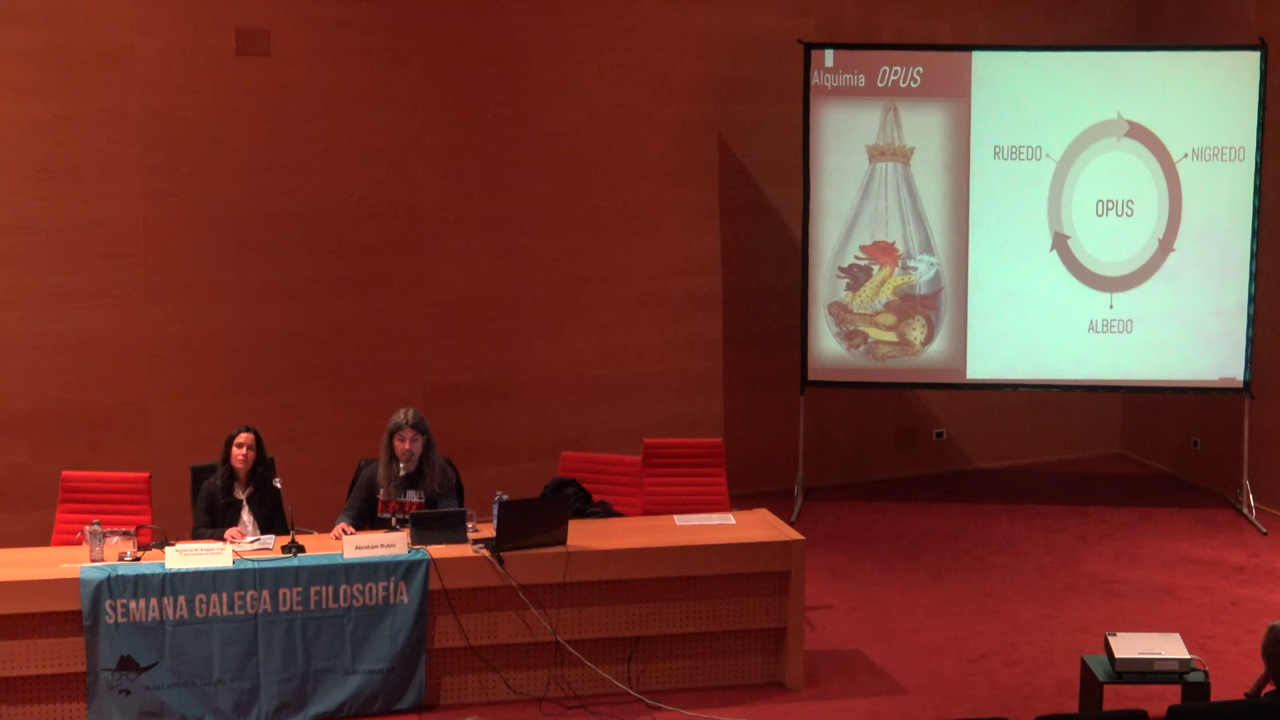 Alquimia OPUS
RUBEDO
NIGREDO
OPUS
ALBEDO
Abraham Rubín
SEMANA GALEGA DE FILOSOFÍA